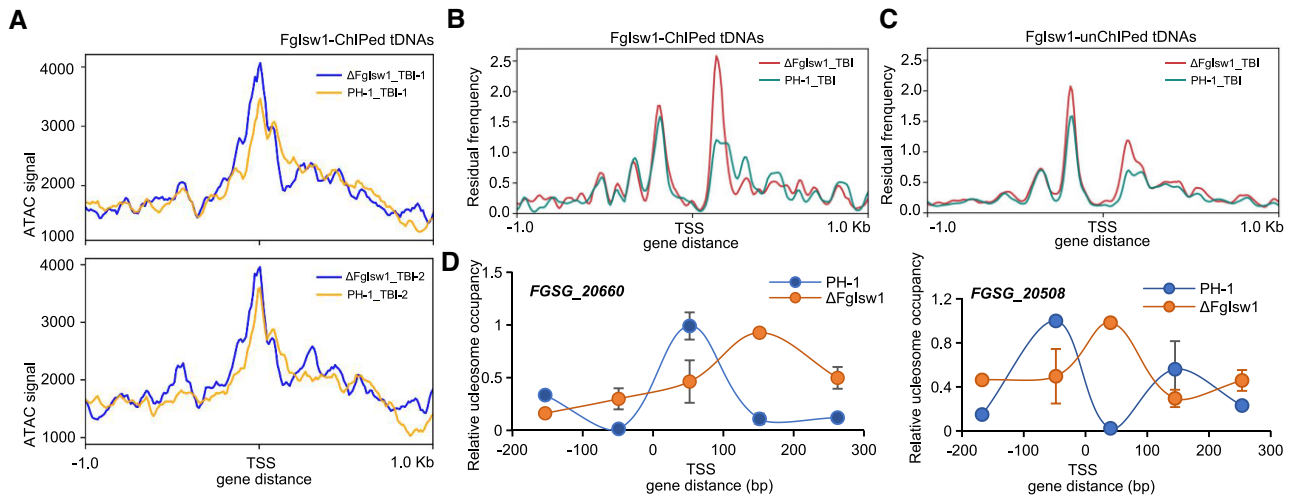 A
FgIsw1-ChIPed tDNAs
4000
3000
2000
1000
ATAC signal
ΔFgIsw1_TBI-1
PH-1_TBI-1
4000
3000
2000
1000
ATAC signal
ΔFgIsw1_TBI-2
PH-1_TBI-2
-1.0
TSS
1.0 Kb
gene distance
B
FgIsw1-ChIPed tDNAs
2.5
2.0
1.5
1.0
0.5
0.0
Residual frenquency
ΔFgIsw1_TBI
PH-1_TBI
-1.0
TSS
1.0 Kb
gene distance
C
FgIsw1-unChIPed tDNAs
2.5
2.0
1.5
1.0
0.5
0.0
Residual frenquency
ΔFgIsw1_TBI
PH-1_TBI
-1.0
TSS
1.0 Kb
gene distance
D
FGSG_20660
PH-1
ΔFgIsw1
1.5
1
0.5
0
Relative udeosome occupancy
-200 -100 0 100 200 300
TSS
gene distance (bp)
FGSG_20508
PH-1
ΔFgIsw1
1.2
0.8
0.4
0
Relative udeosome occupancy
-200 -100 0 100 200 300
TSS
gene distance (bp)